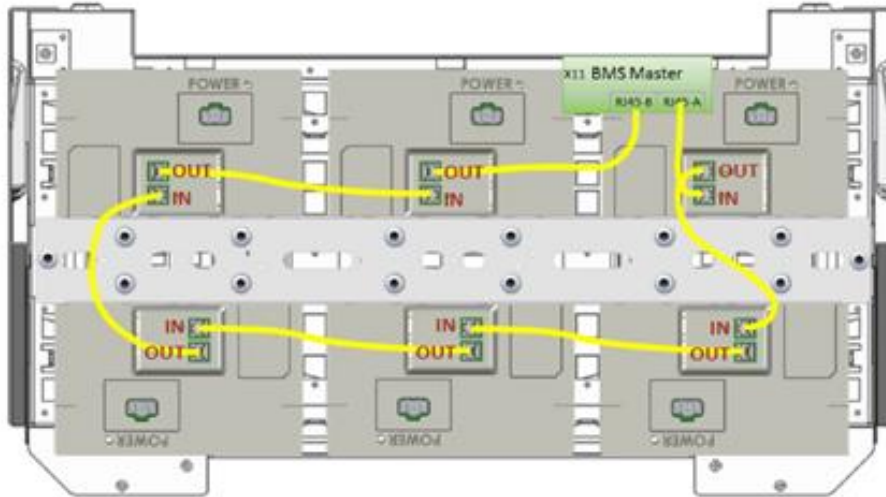 X11 BMS Master
RJ45-B RJ45-A
POWER
POWER
POWER
OUT
IN
OUT
IN
OUT
IN
IN
OUT
IN
OUT
IN
OUT
POWER
POWER
POWER